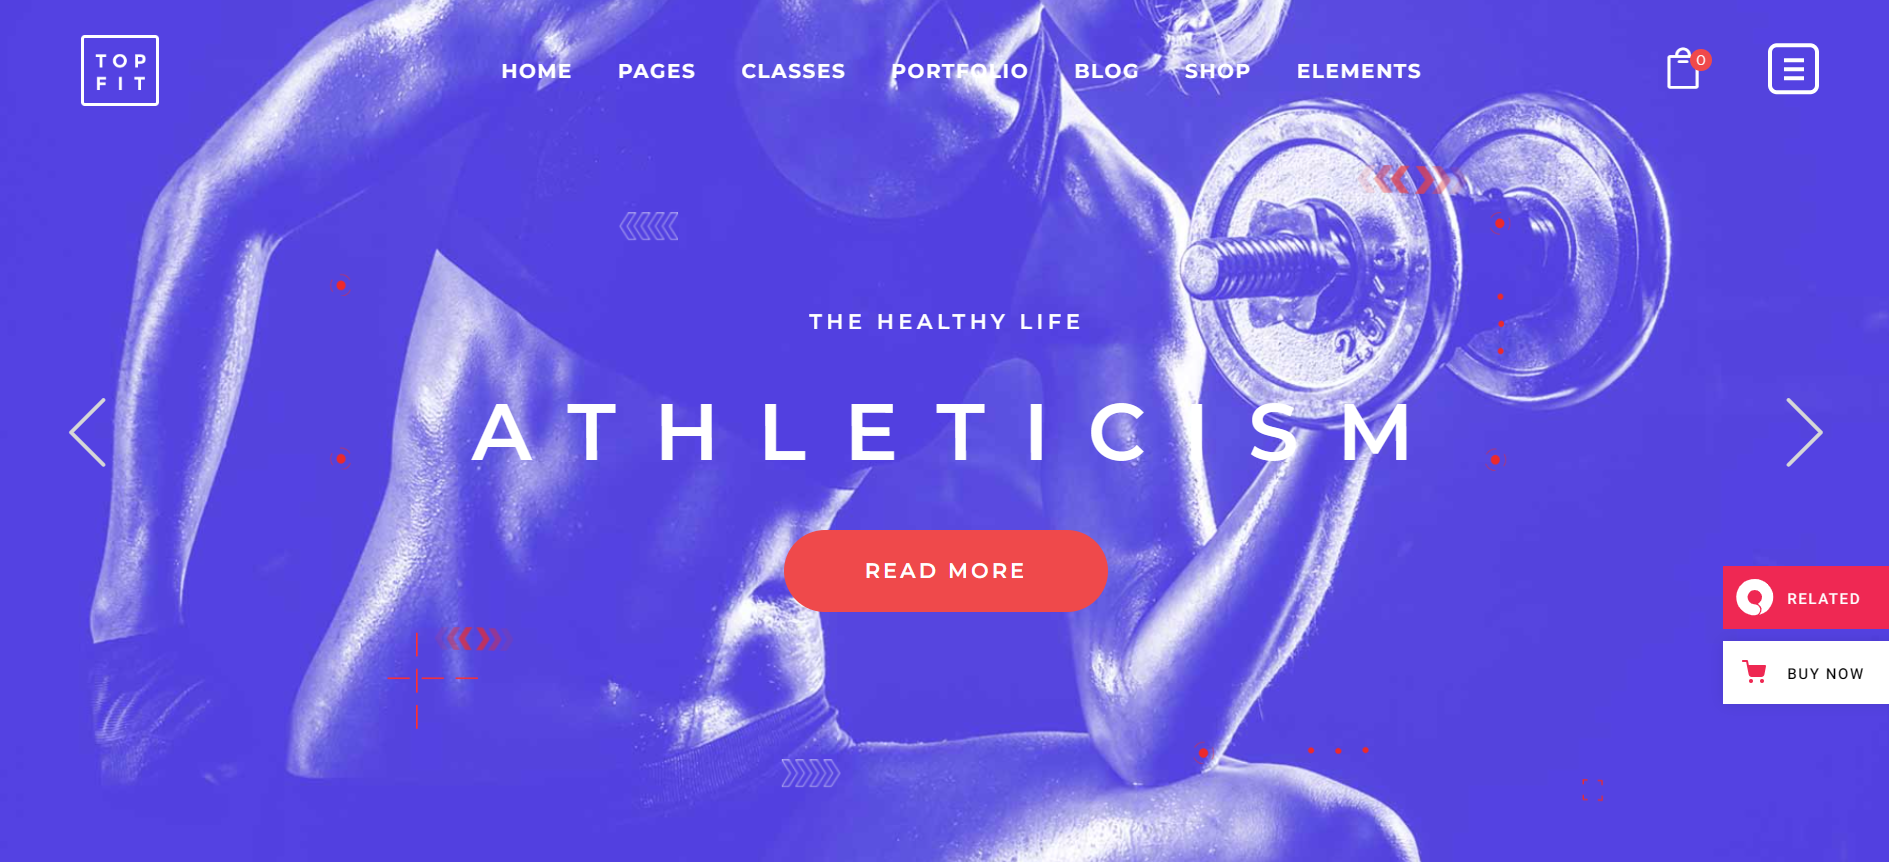 TOP
FIT
HOME PAGES CLASSES PORTFOLIO BLOG SHOP ELEMENTS
0
THE HEALTHY LIFE
ATHLETICISM
READ MORE
RELATED
BUY NOW